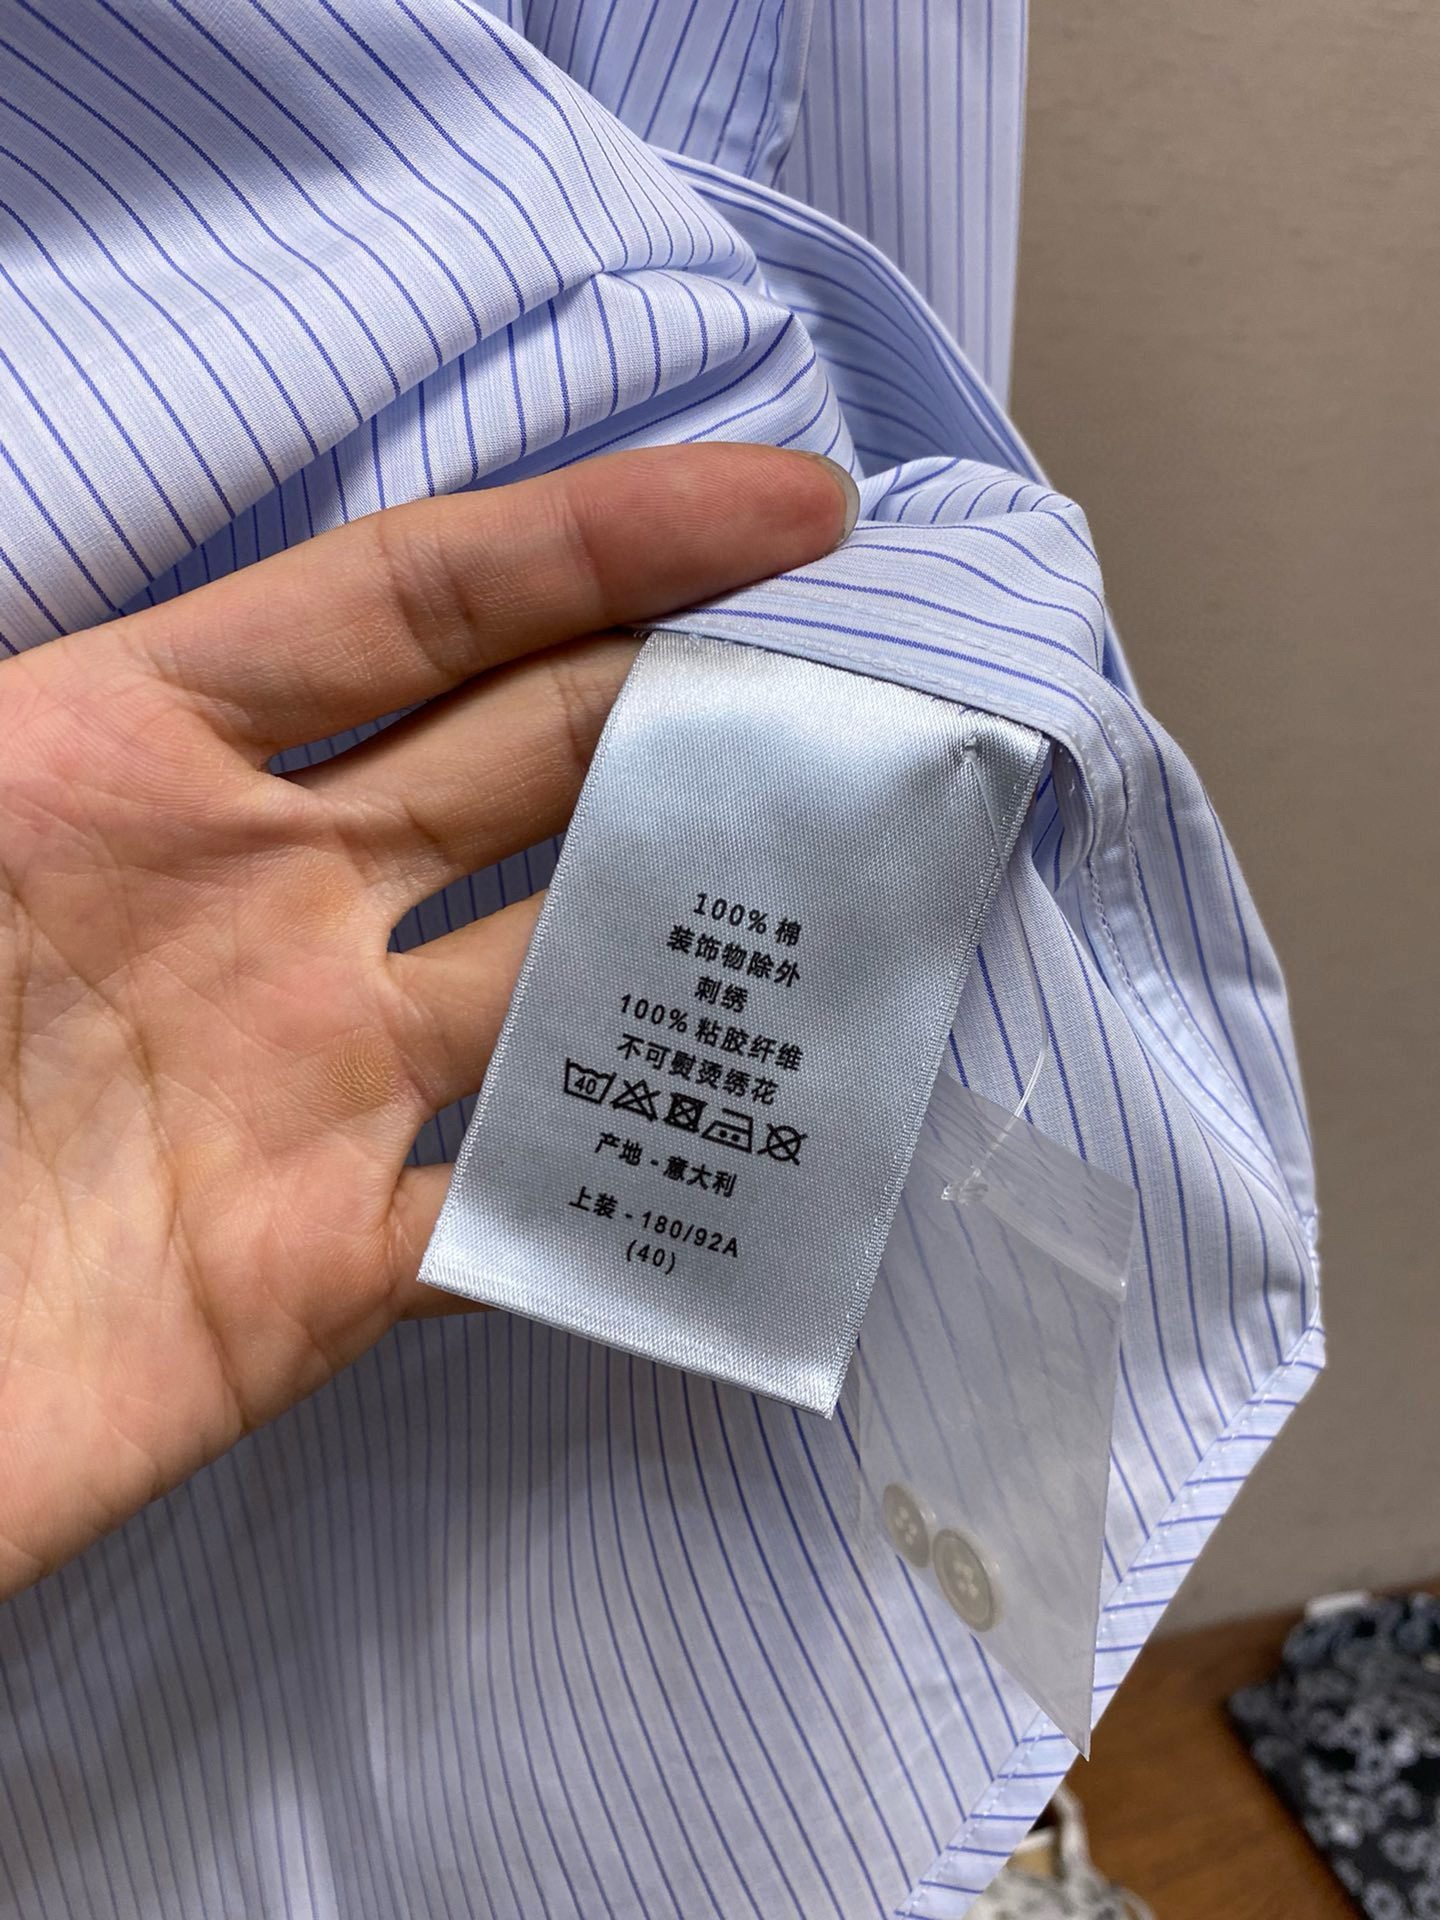 100% 棉
装饰物除外
刺绣
100% 粘胶纤维
不可熨烫绣花
40
产地 - 意大利
上装 - 180/92A
(40)